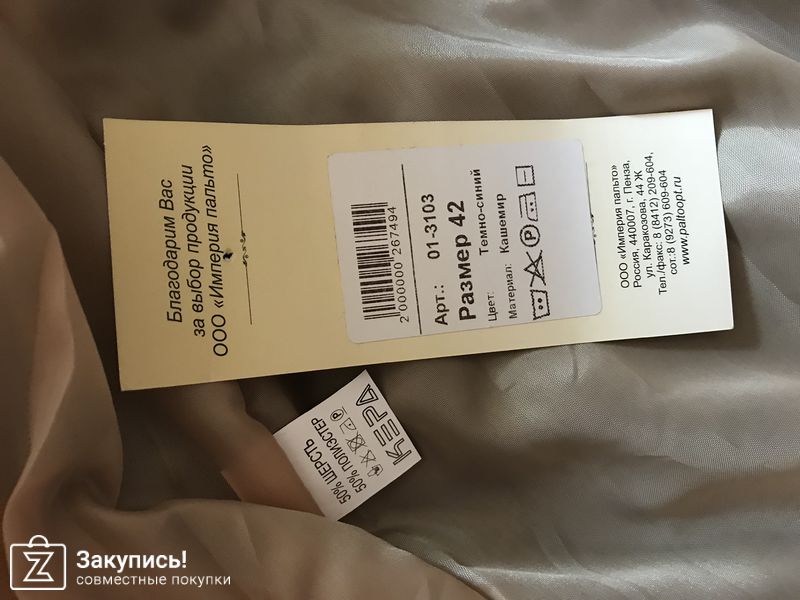 Благодарим Вас
за выбор продукции
ООО «Империя пальто»
2 000000 267494
Арт.: 01-3103
Размер 42
Цвет: Темно-синий
Материал: Кашемир
ООО «Империя пальто»
Россия, 440007, г. Пенза,
ул. Каракозова, 44 Ж
Тел./факс: 8 (8412) 209-604,
сот.:8 (9273) 609-604
www.paltoopt.ru
50% ШЕРСТЬ
50% ПОЛИЭСТЕР
КЕРА
Закупись!
совместные покупки